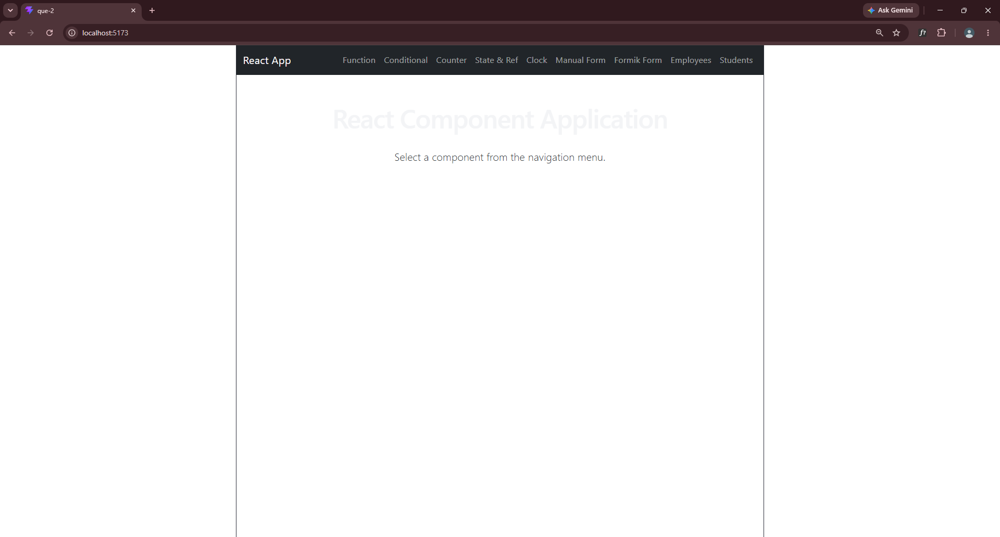 que-2
Ask Gemini
localhost:5173
f?
React App
Function Conditional Counter State & Ref Clock Manual Form Formik Form Employees Students
React Component Application
Select a component from the navigation menu.